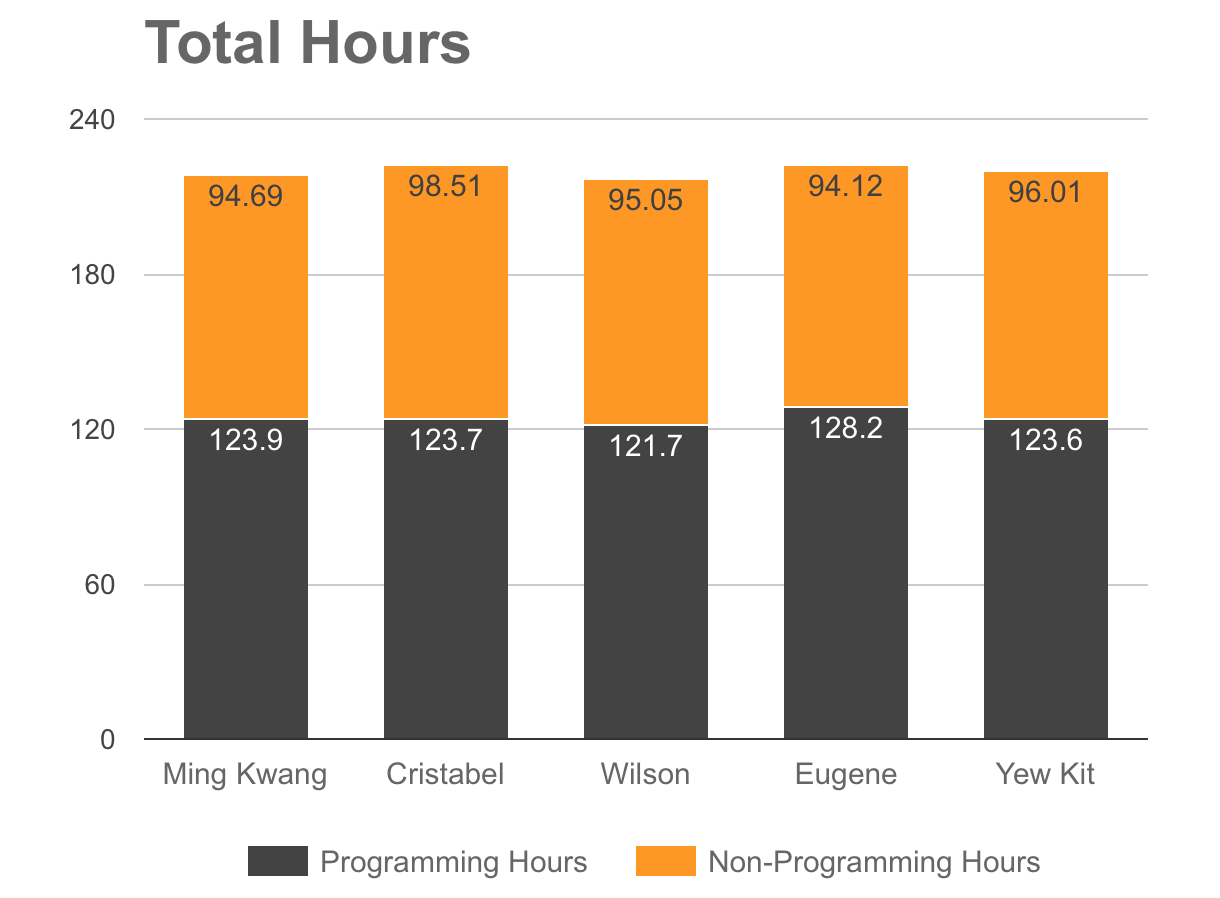 Total Hours
240
180
120
60
0
94.69
98.51
95.05
94.12
96.01
123.9
123.7
121.7
128.2
123.6
Ming Kwang
Cristabel
Wilson
Eugene
Yew Kit
Programming Hours
Non-Programming Hours